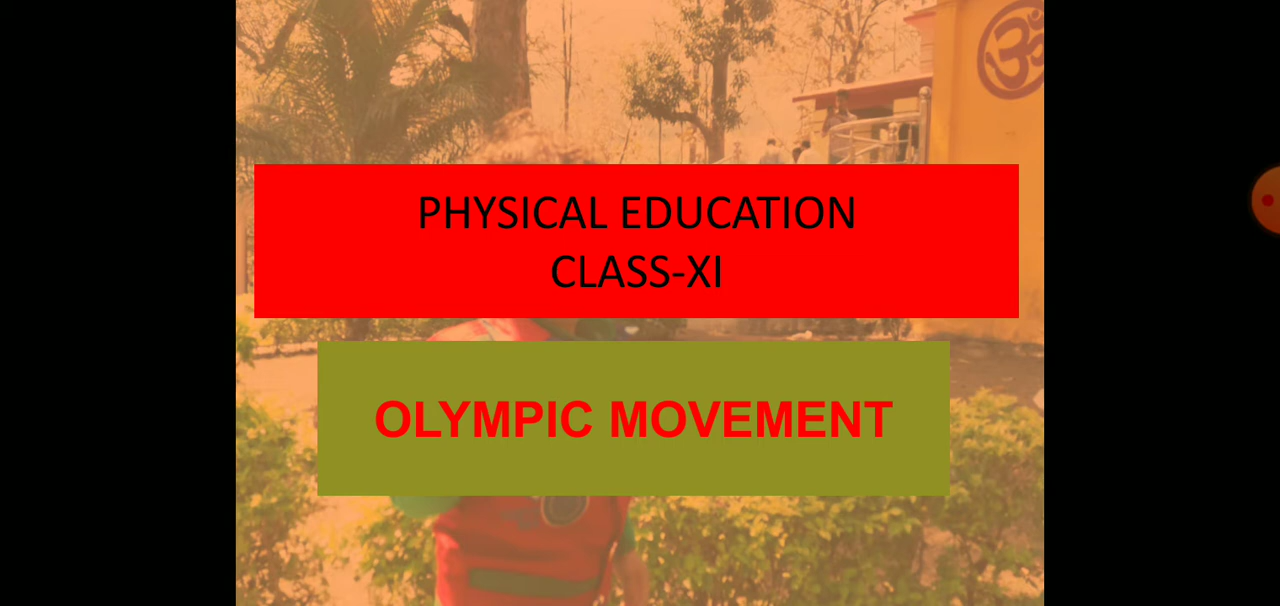 PHYSICAL EDUCATION
CLASS-XI
OLYMPIC MOVEMENT
ॐ